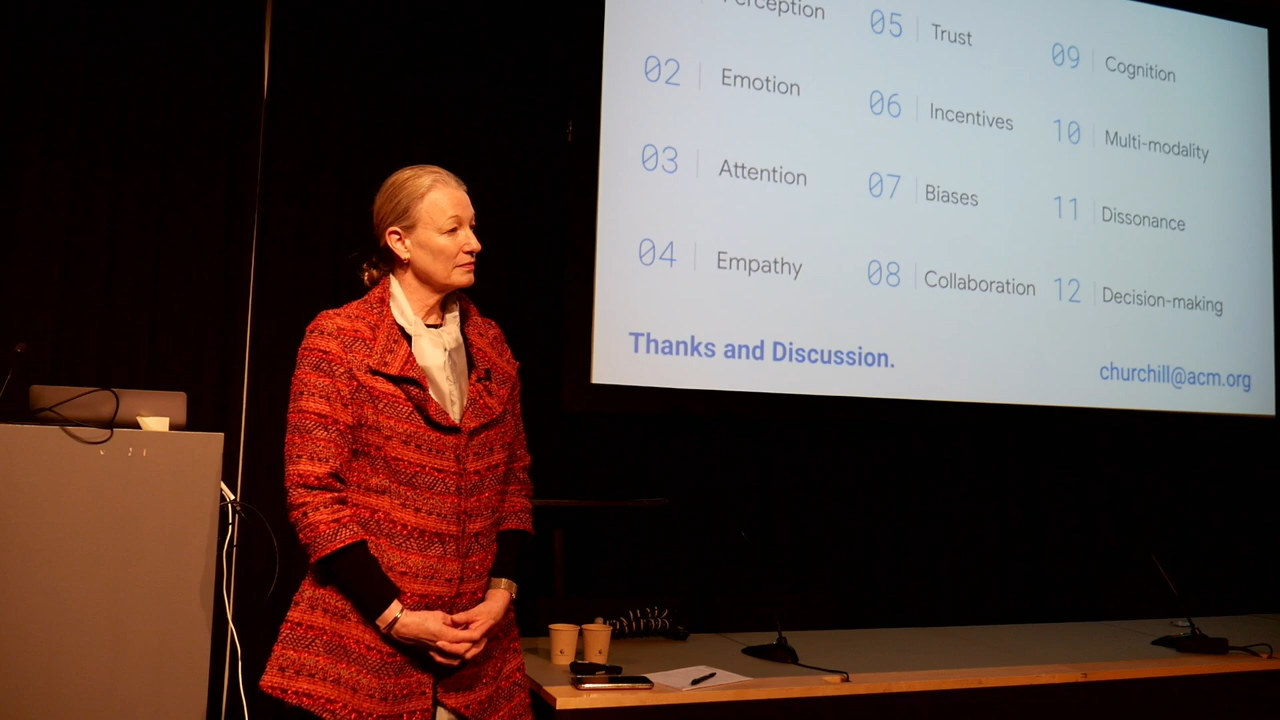 Perception
02 Emotion
03 Attention
04 Empathy
05 Trust
06 Incentives
07 Biases
08 Collaboration
09 Cognition
10 Multi-modality
11 Dissonance
12 Decision-making
Thanks and Discussion.
churchill@acm.org